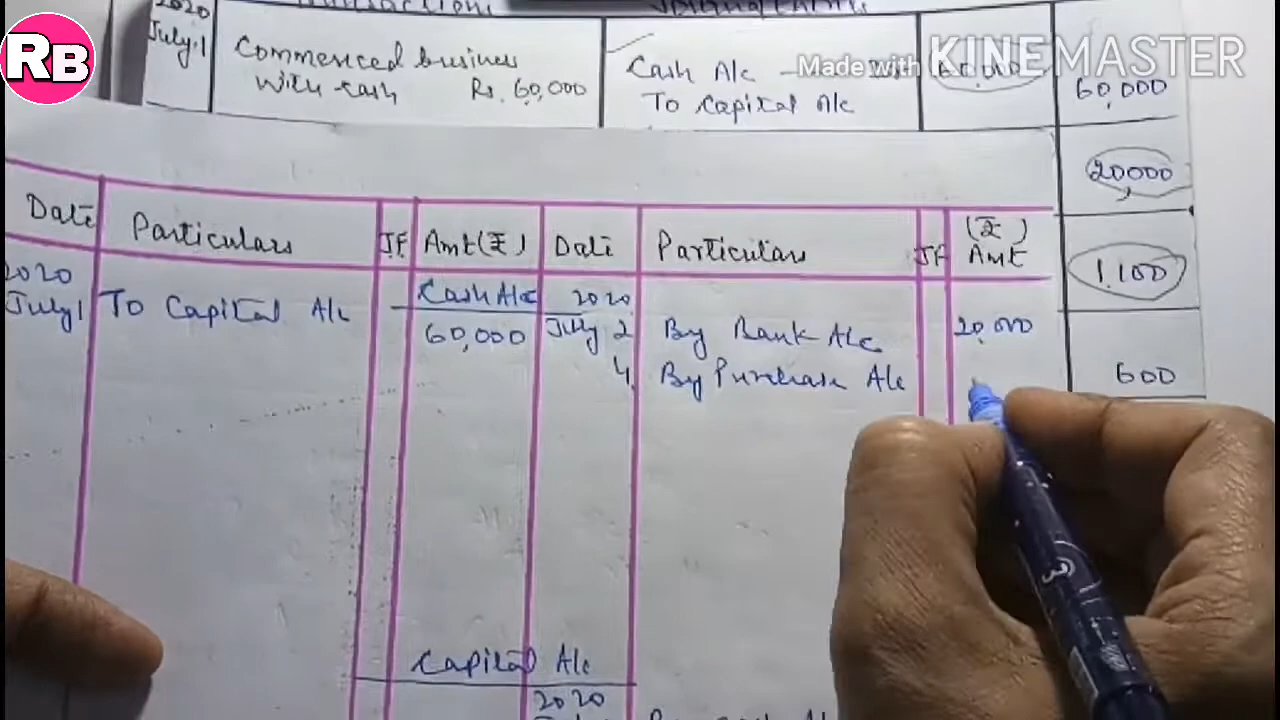 RB
2020
July.1
Commenced business
with cash Rs. 60,000
Cash A/c
To Capital A/c
60,000
Made with KINEMASTER
20000
1,100
600
Date Particulars JF Amt (₹) Date Particulars JF (₹) Amt
Cash A/c
2020
July 1 To Capital A/c 60,000
2020
July 2 By Bank A/c 20,000
4 By Purchase A/c
Capital A/c
2020